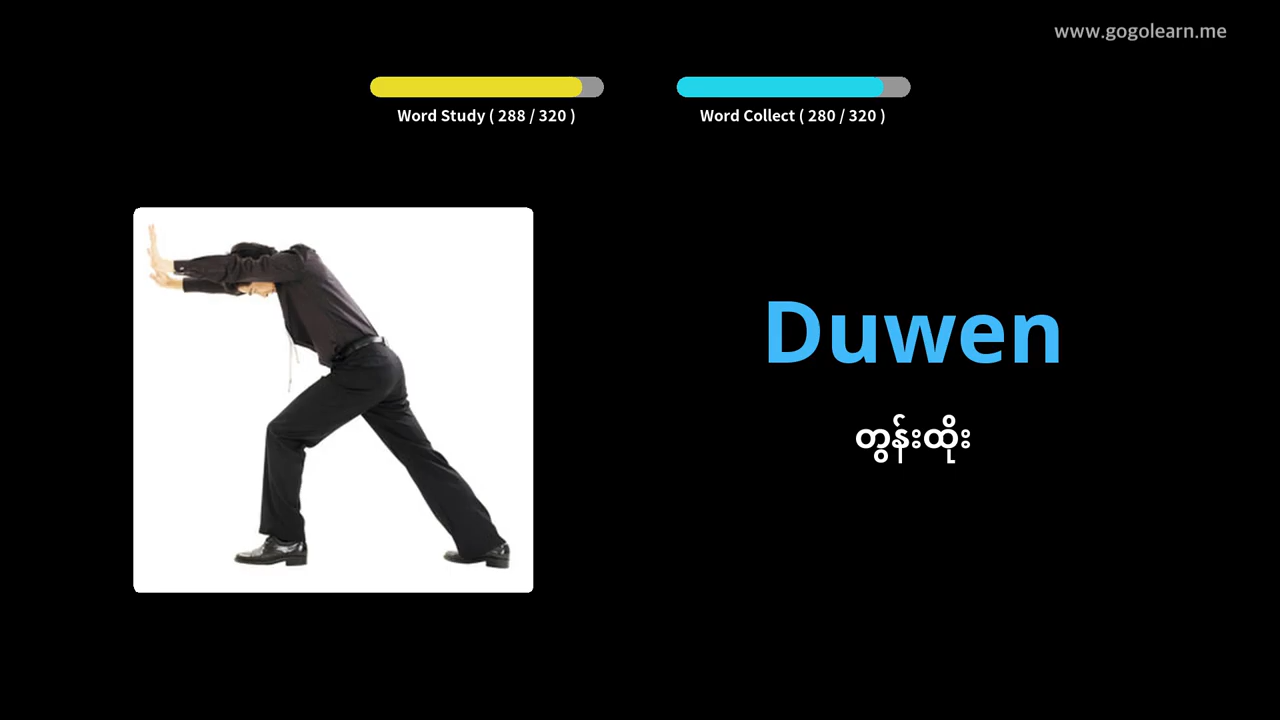 www.gogolearn.me
Word Study ( 288 / 320 )
Word Collect ( 280 / 320 )
Duwen
တွန်းထိုး